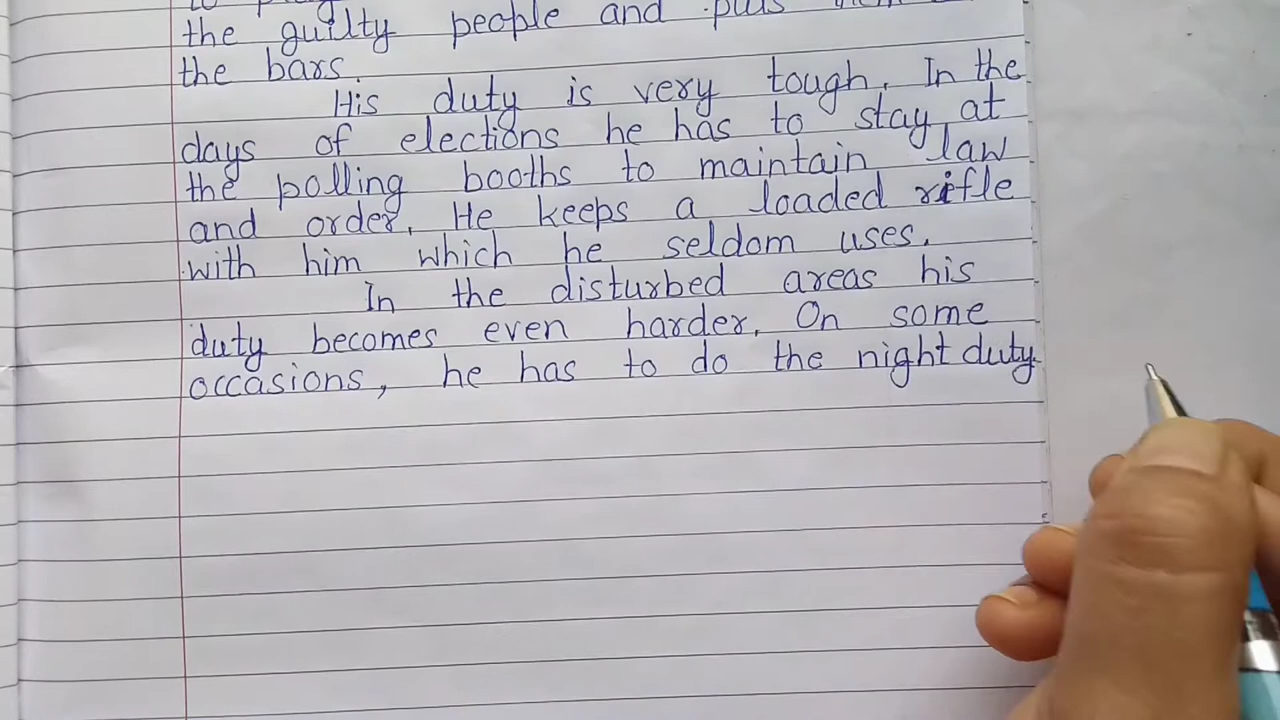 the guilty people and puts
the bars.
His duty is very tough. In the
days of elections he has to stay at
the polling booths to maintain law
and order. He keeps a loaded rifle
with him which he seldom uses.
In the disturbed areas his
duty becomes even harder. On some
occasions, he has to do the night duty